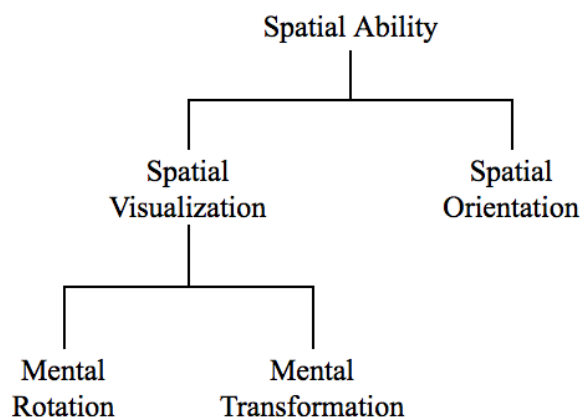 Spatial Ability
Spatial
Visualization
Spatial
Orientation
Mental
Rotation
Mental
Transformation